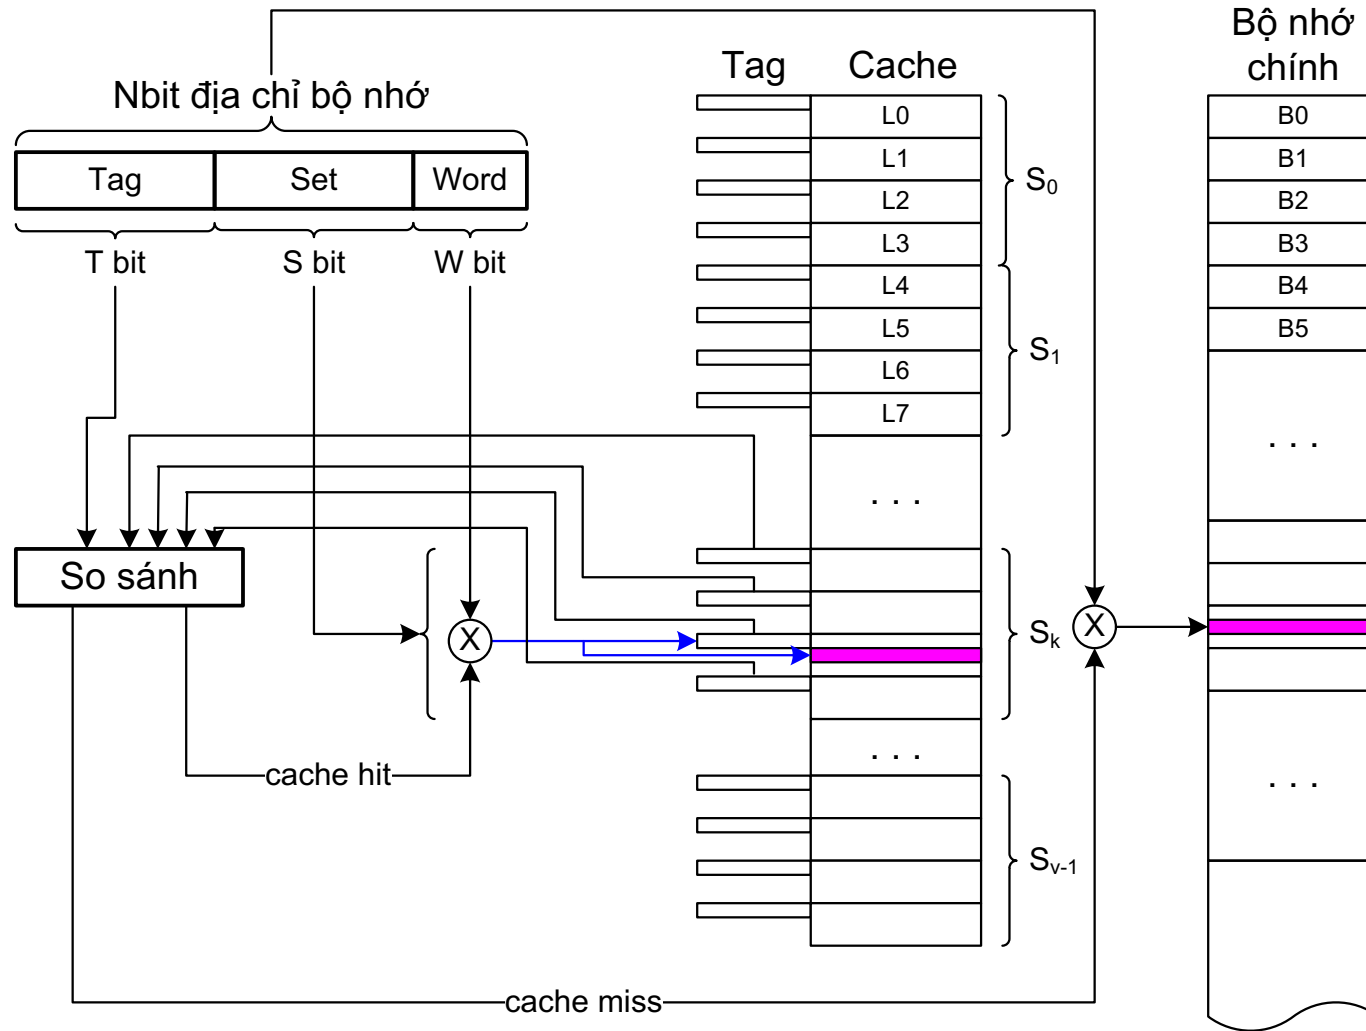 Bộ nhớ
chính
Tag
Cache
Nbit địa chỉ bộ nhớ
Tag
Set
Word
T bit
S bit
W bit
L0
L1
L2
L3
L4
L5
L6
L7
. . .
S0
S1
B0
B1
B2
B3
B4
B5
. . .
So sánh
X
Sk
X
cache hit
. . .
. . .
Sv-1
cache miss